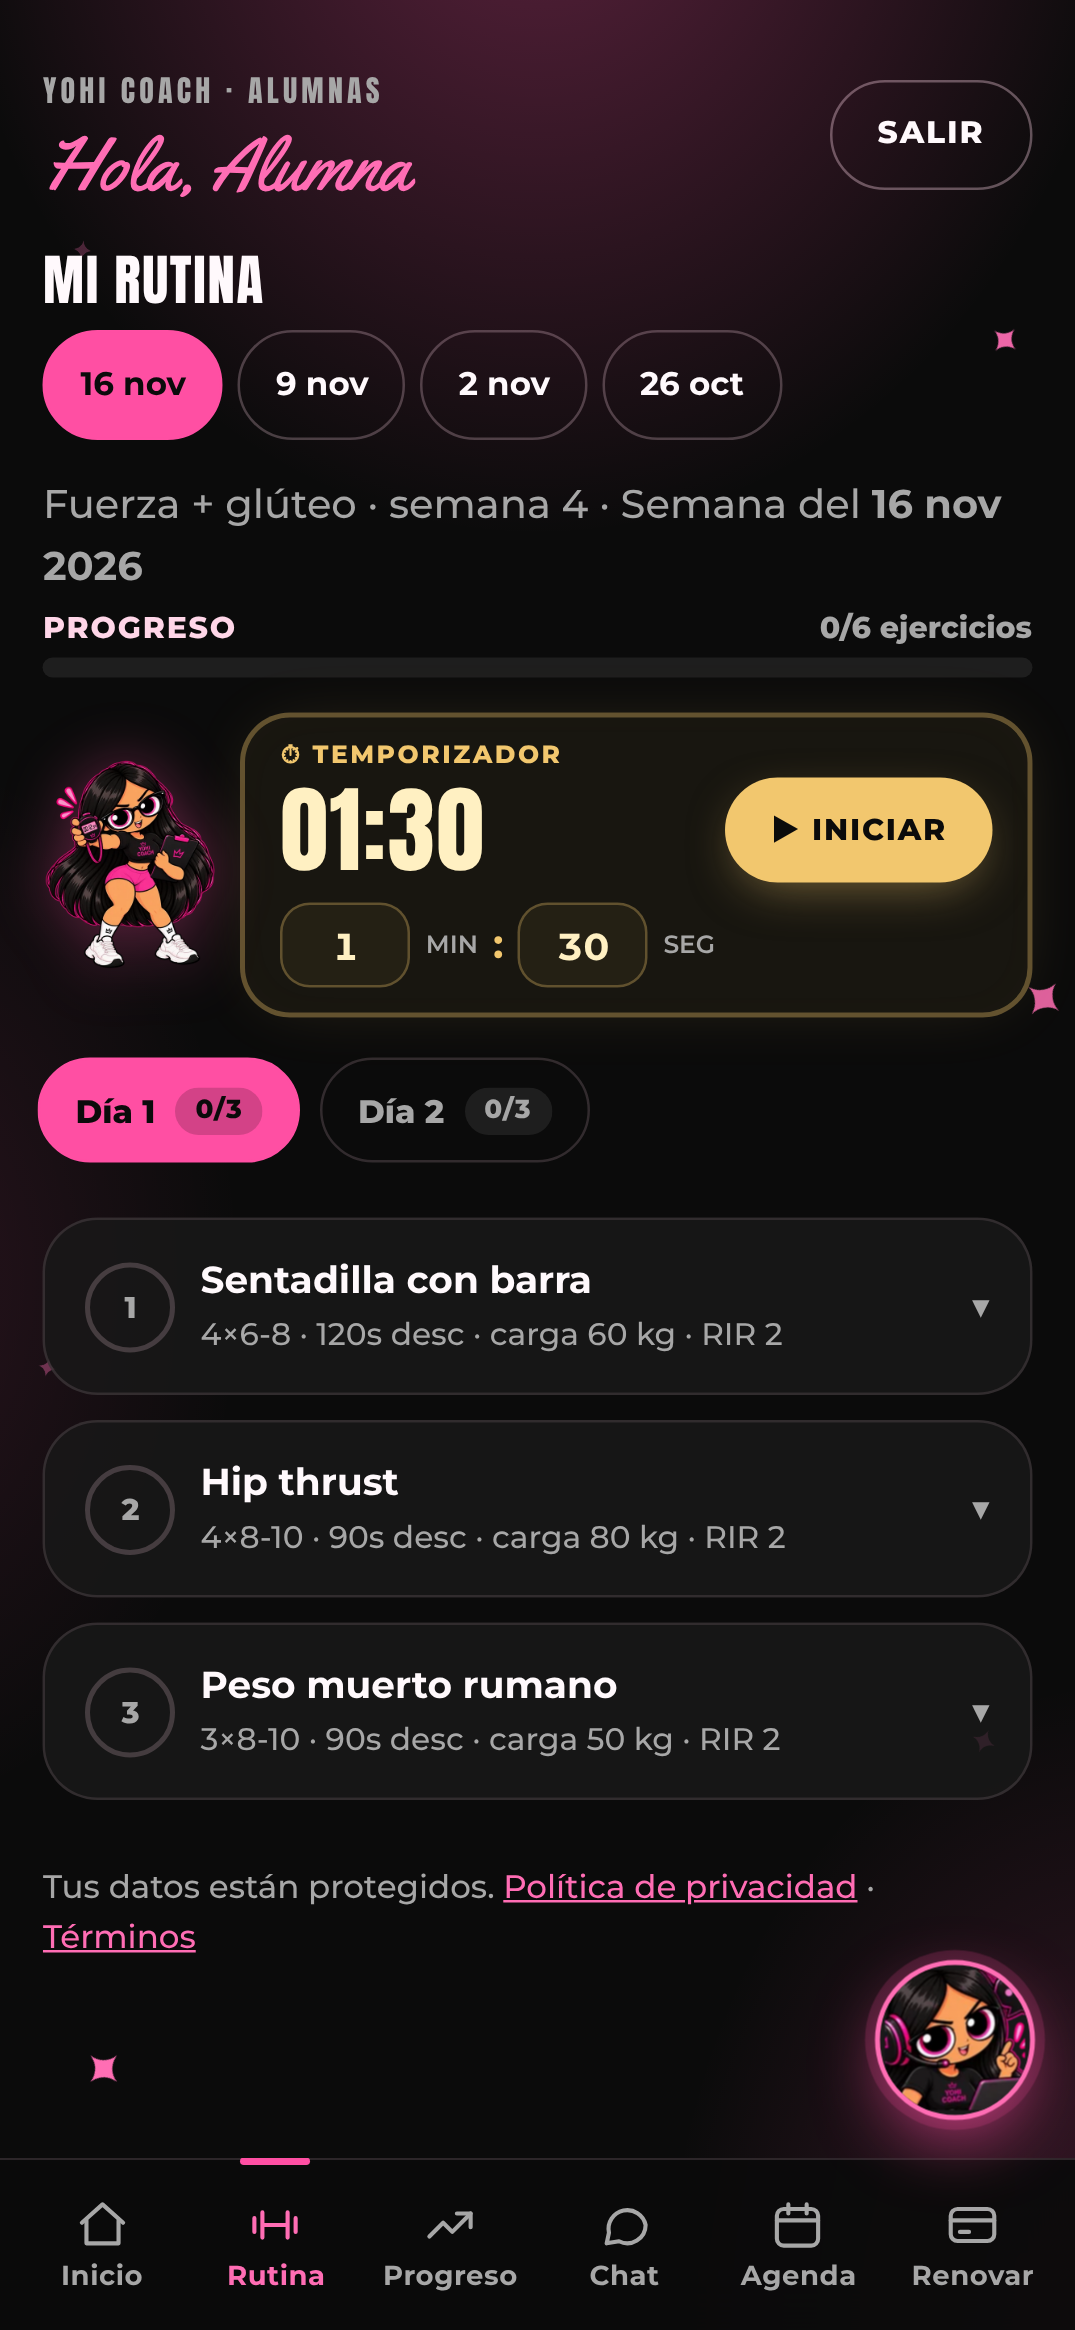 YOHI COACH · ALUMNAS
Hola, Alumna
SALIR
MI RUTINA
16 nov
9 nov
2 nov
26 oct
Fuerza + glúteo · semana 4 · Semana del 16 nov
2026
PROGRESO
0/6 ejercicios
⏱ TEMPORIZADOR
01:30
▶ INICIAR
1 MIN : 30 SEG
Día 1 0/3
Día 2 0/3
1
Sentadilla con barra
4×6-8 · 120s desc · carga 60 kg · RIR 2
▼
2
Hip thrust
4×8-10 · 90s desc · carga 80 kg · RIR 2
▼
3
Peso muerto rumano
3×8-10 · 90s desc · carga 50 kg · RIR 2
▼
Tus datos están protegidos. Política de privacidad ·
Términos
YOHI
COACH
Inicio
Rutina
Progreso
Chat
Agenda
Renovar